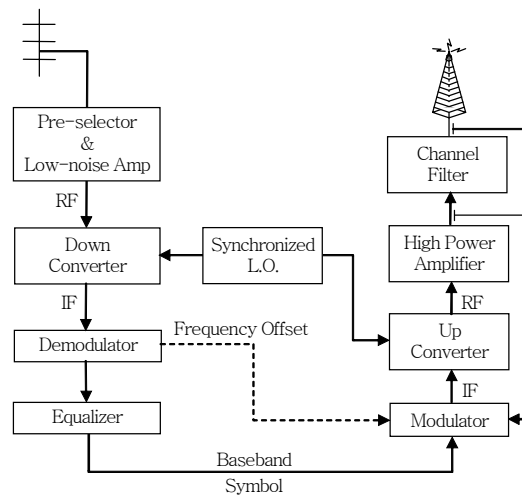 Pre-selector
&
Low-noise Amp
RF
Down
Converter
IF
Demodulator
Equalizer
Synchronized
L.O.
Frequency Offset
Baseband
Symbol
Channel
Filter
High Power
Amplifier
RF
Up
Converter
IF
Modulator